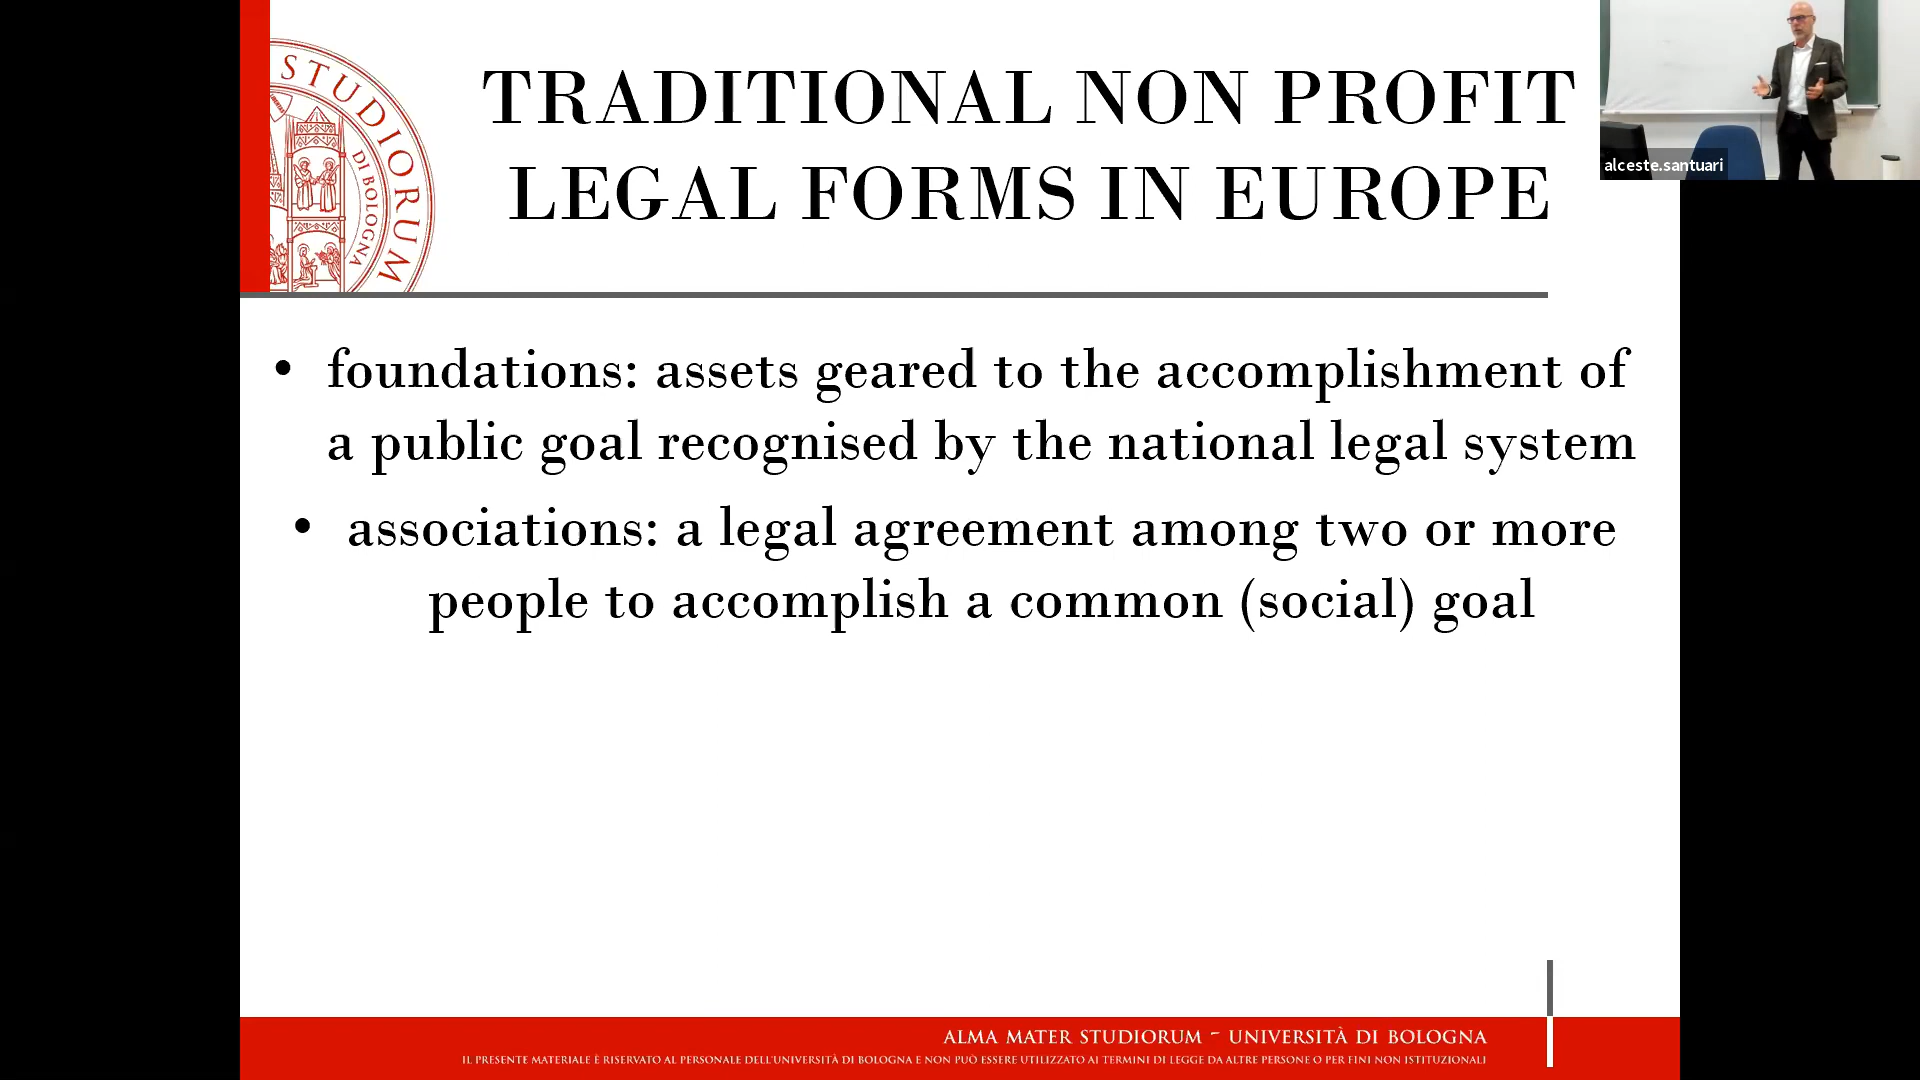 TRADITIONAL NON PROFIT
LEGAL FORMS IN EUROPE
STUDIORUM
DI BOLOGNA
alceste.santuari
• foundations: assets geared to the accomplishment of
a public goal recognised by the national legal system
• associations: a legal agreement among two or more
people to accomplish a common (social) goal
ALMA MATER STUDIORUM ~ UNIVERSITÀ DI BOLOGNA
IL PRESENTE MATERIALE È RISERVATO AL PERSONALE DELL'UNIVERSITÀ DI BOLOGNA E NON PUÒ ESSERE UTILIZZATO AI TERMINI DI LEGGE DA ALTRE PERSONE O PER FINI NON ISTITUZIONALI